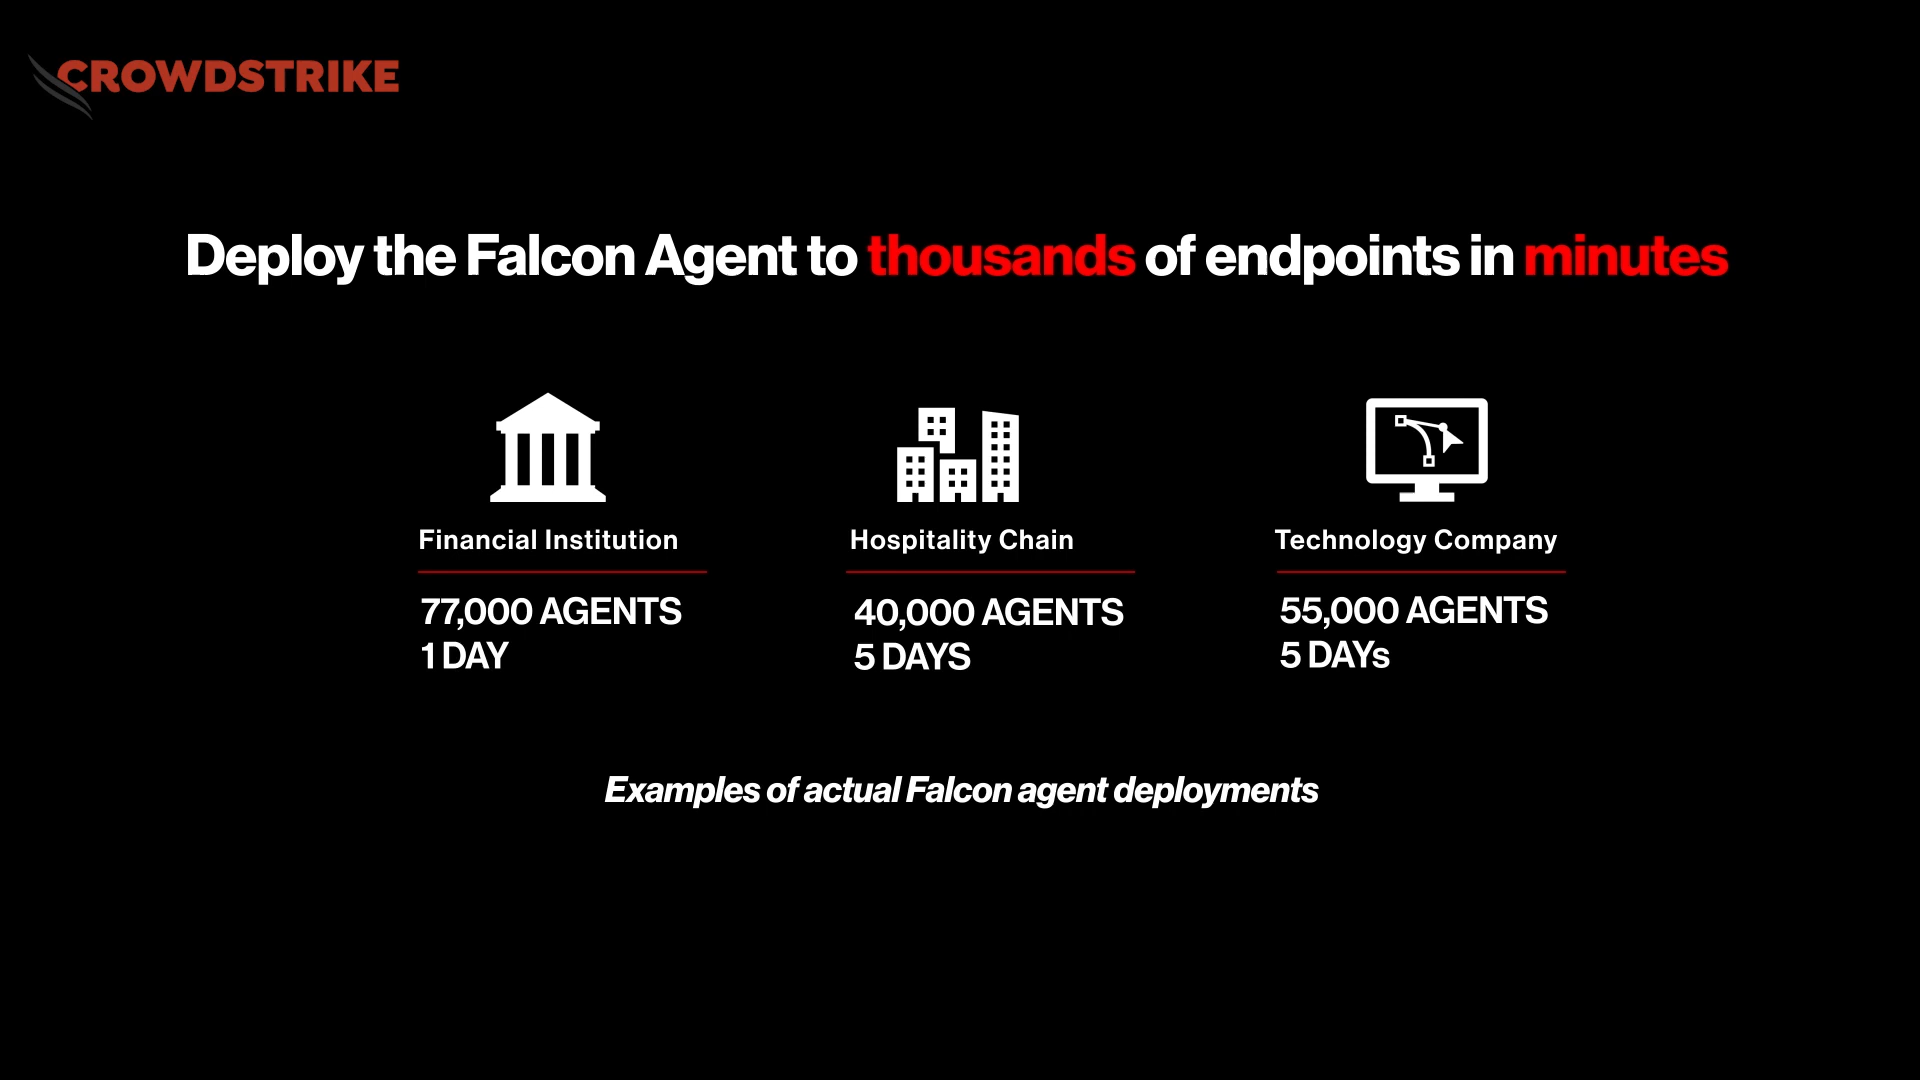 CROWDSTRIKE
Deploy the Falcon Agent to thousands of endpoints in minutes
Financial Institution
77,000 AGENTS
1 DAY
Hospitality Chain
40,000 AGENTS
5 DAYS
Technology Company
55,000 AGENTS
5 DAYs
Examples of actual Falcon agent deployments